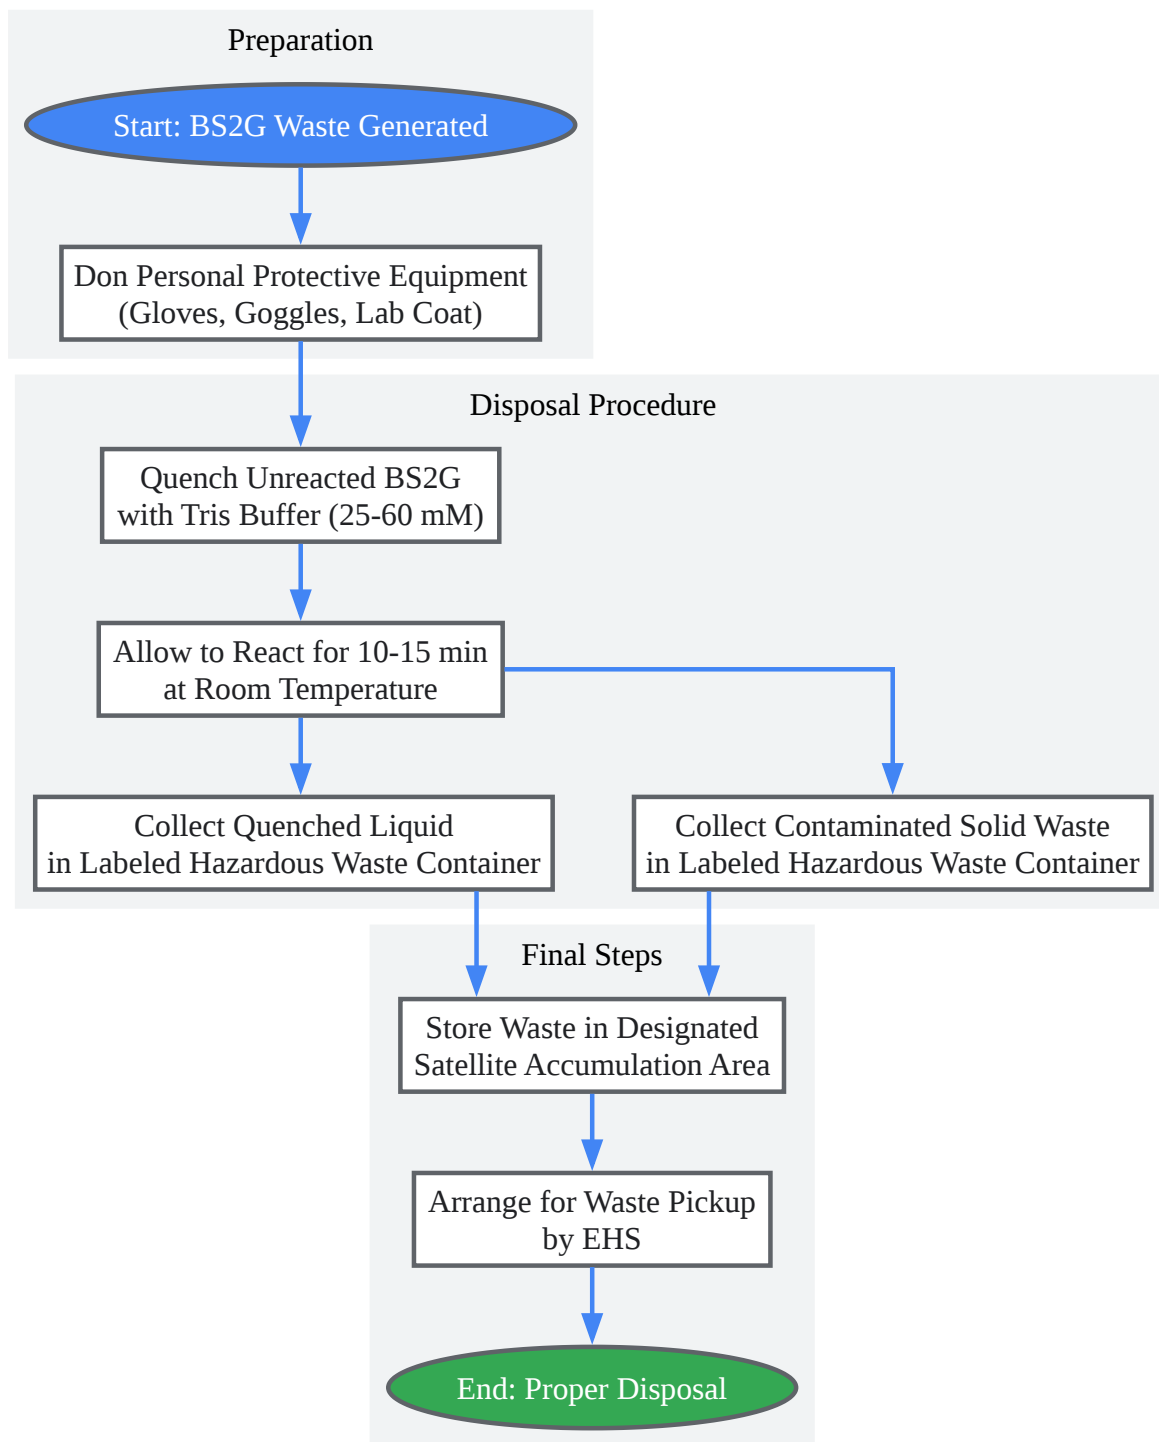 Preparation
Start: BS2G Waste Generated
Don Personal Protective Equipment
(Gloves, Goggles, Lab Coat)
Disposal Procedure
Quench Unreacted BS2G
with Tris Buffer (25-60 mM)
Allow to React for 10-15 min
at Room Temperature
Collect Quenched Liquid
in Labeled Hazardous Waste Container
Collect Contaminated Solid Waste
in Labeled Hazardous Waste Container
Final Steps
Store Waste in Designated
Satellite Accumulation Area
Arrange for Waste Pickup
by EHS
End: Proper Disposal